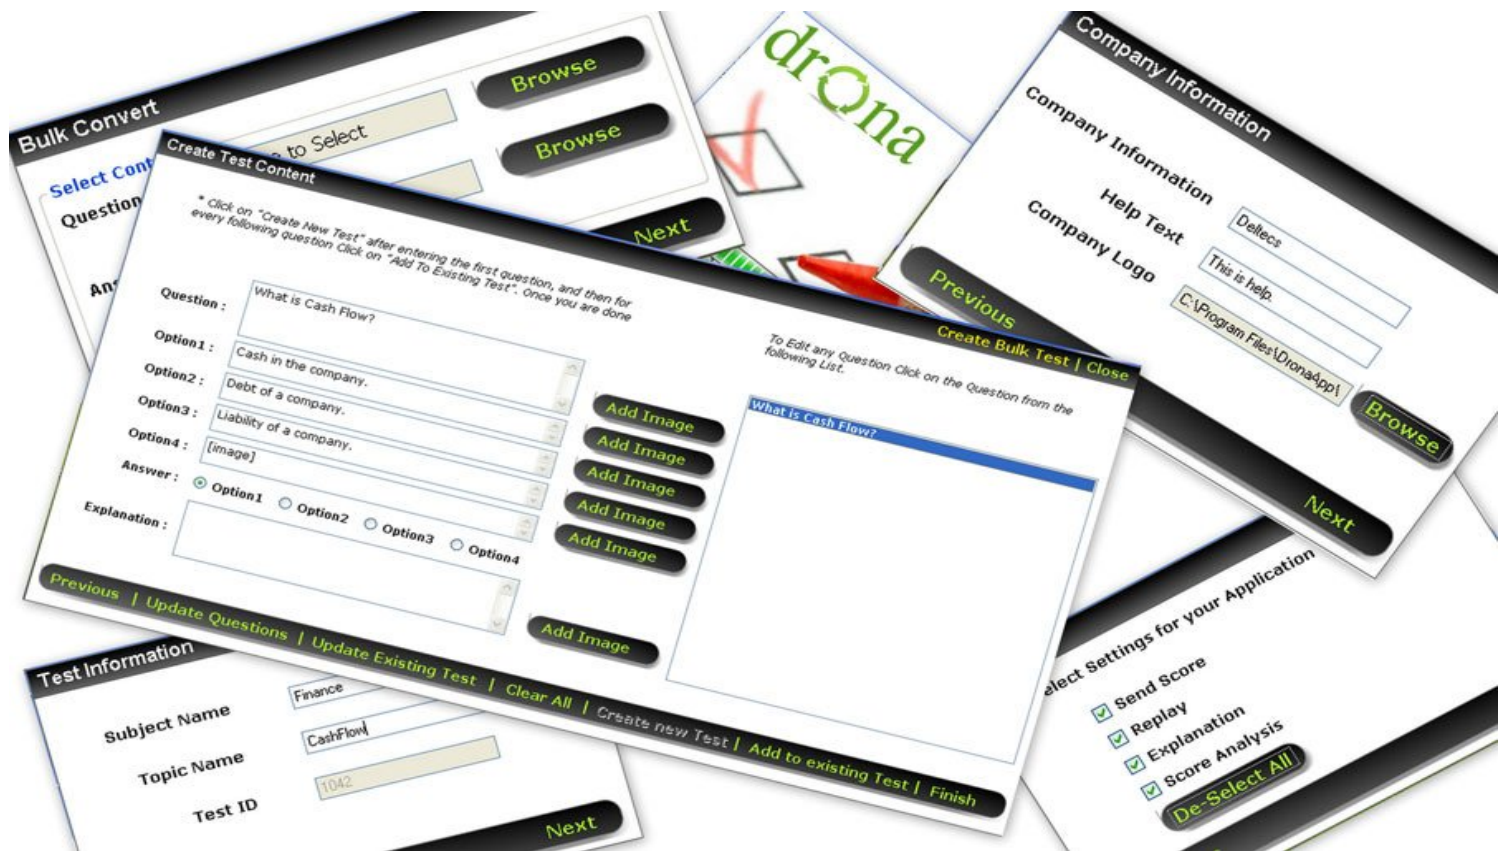 Bulk Convert
Select Cont
Question
to Select
Browse
Browse
Next
drona
Company Information
Company Information
Deltecs
Help Text
This is help.
Company Logo
C:\Program Files\DronaApp\
Browse
Previous
Next
Create Test Content
* Click on "Create New Test" after entering the first question, and then for
every following question Click on "Add To Existing Test". Once you are done
Create Bulk Test | Close
To Edit any Question Click on the Question from the
following List.
Question :
What is Cash Flow?
Option1 :
Cash in the company.
Option2 :
Debt of a company.
Option3 :
Liability of a company.
Option4 :
[image]
Answer :
Option1
Option2
Option3
Option4
Explanation :
Add Image
Add Image
Add Image
Add Image
Add Image
Add Image
What is Cash Flow?
Previous | Update Questions | Update Existing Test | Clear All | Create new Test | Add to existing Test | Finish
Test Information
Subject Name
Finance
Topic Name
CashFlow
Test ID
1042
Next
elect Settings for your Application
Send Score
Replay
Explanation
Score Analysis
De-Select All